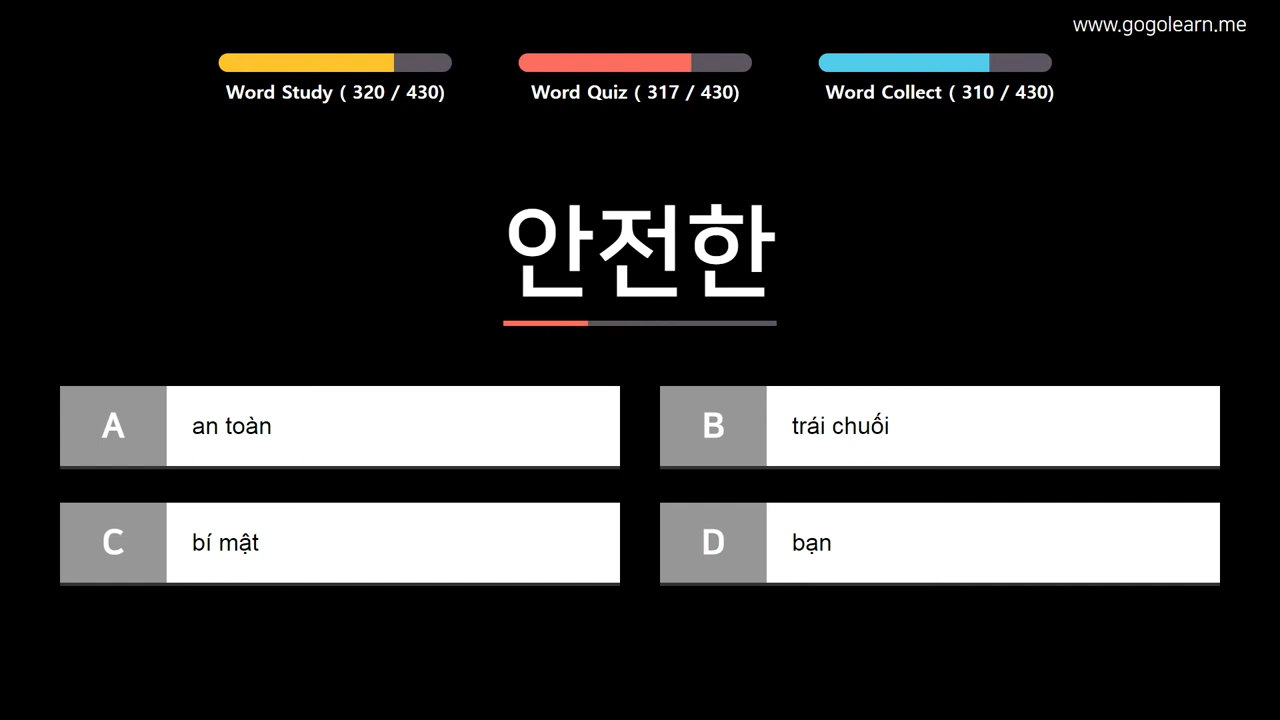 www.gogolearn.me
Word Study ( 320 / 430)
Word Quiz ( 317 / 430)
Word Collect ( 310 / 430)
안전한
A an toàn
B trái chuối
C bí mật
D bạn